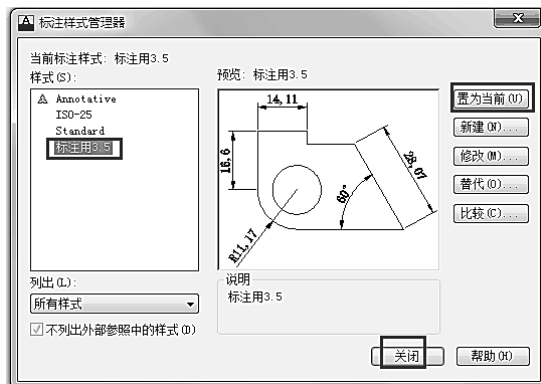 标注样式管理器
当前标注样式: 标注用3.5
样式(S):
Annotative
ISO-25
Standard
标注用3.5
列出(L):
所有样式
不列出外部参照中的样式(D)
预览: 标注用3.5
14,11
16,6
28,07
60°
R11,17
说明
标注用3.5
置为当前(U)
新建(N)...
修改(M)...
替代(O)...
比较(C)...
关闭
帮助(H)